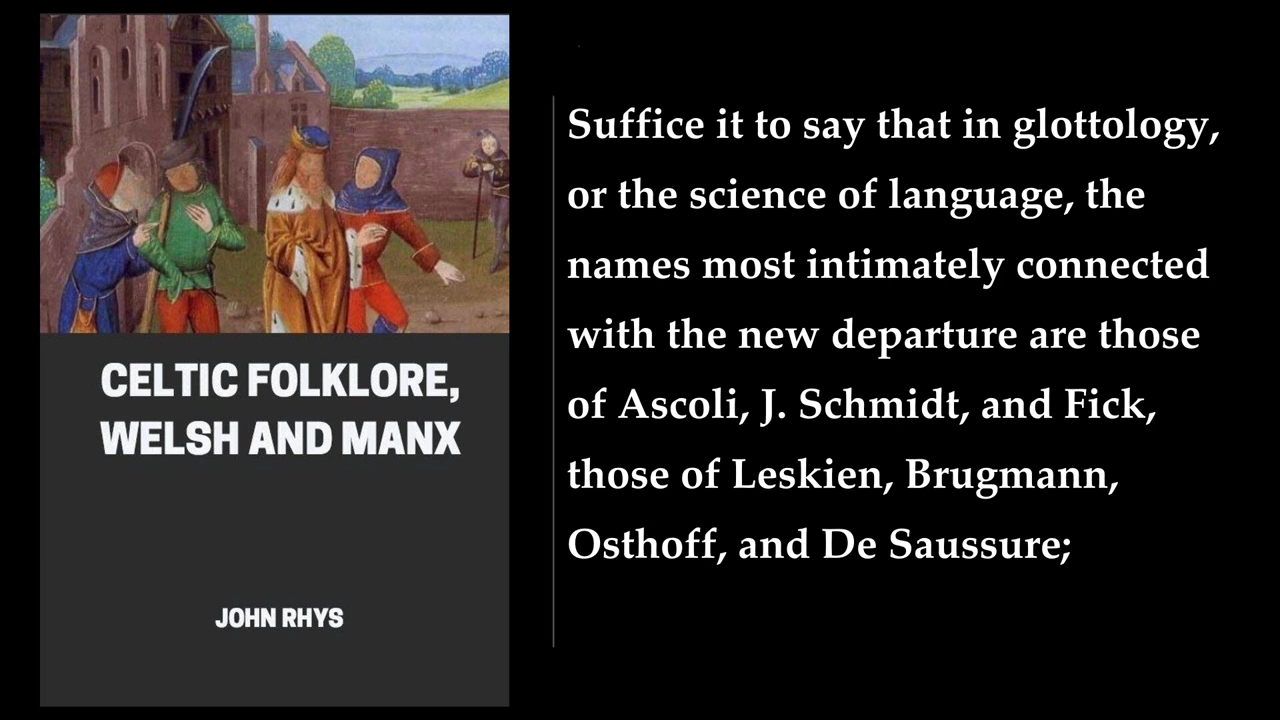 CELTIC FOLKLORE,
WELSH AND MANX
JOHN RHYS
Suffice it to say that in glottology,
or the science of language, the
names most intimately connected
with the new departure are those
of Ascoli, J. Schmidt, and Fick,
those of Leskien, Brugmann,
Osthoff, and De Saussure;